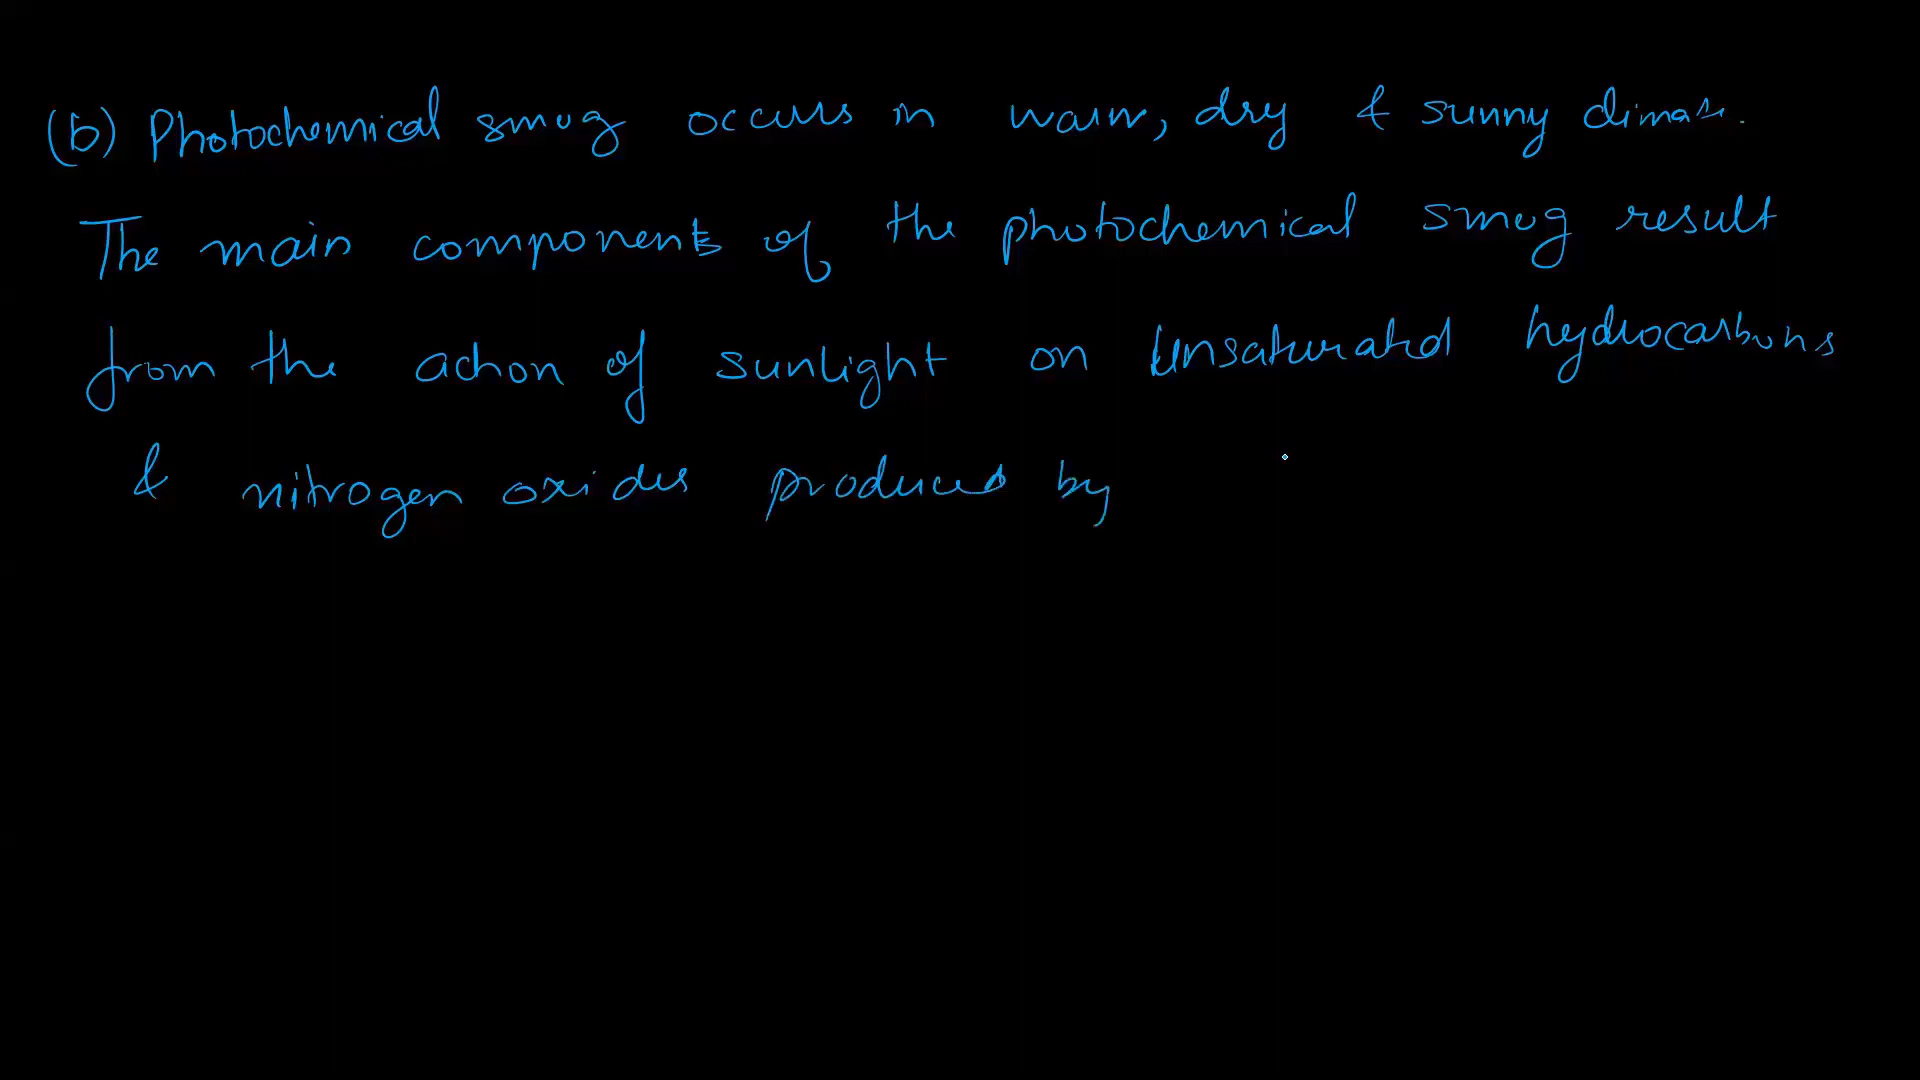 (b) Photochemical smog occurs in warm, dry & sunny climate.
The main components of the photochemical smog result
from the action of sunlight on unsaturated hydrocarbons
& nitrogen oxides produced by